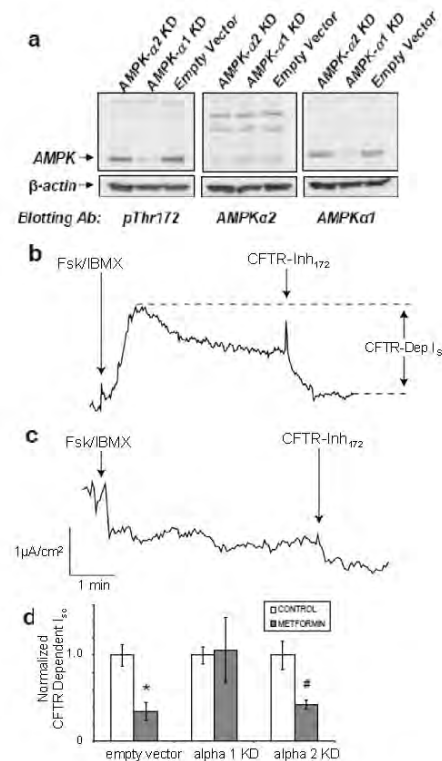 a
AMPK-α2 KD
AMPK-α1 KD
Empty Vector
AMPK-α2 KD
AMPK-α1 KD
Empty Vector
AMPK-α2 KD
AMPK-α1 KD
Empty Vector
AMPK
β-actin
Blotting Ab: pThr172 AMPKα2 AMPKα1
b
Fsk/IBMX
CFTR-Inh172
CFTR-Dep Is
c
Fsk/IBMX
CFTR-Inh172
1µA/cm²
1 min
d
CONTROL
METFORMIN
Normalized
CFTR Dependent Isc
1.0
0.0
*
#
empty vector alpha 1 KD alpha 2 KD